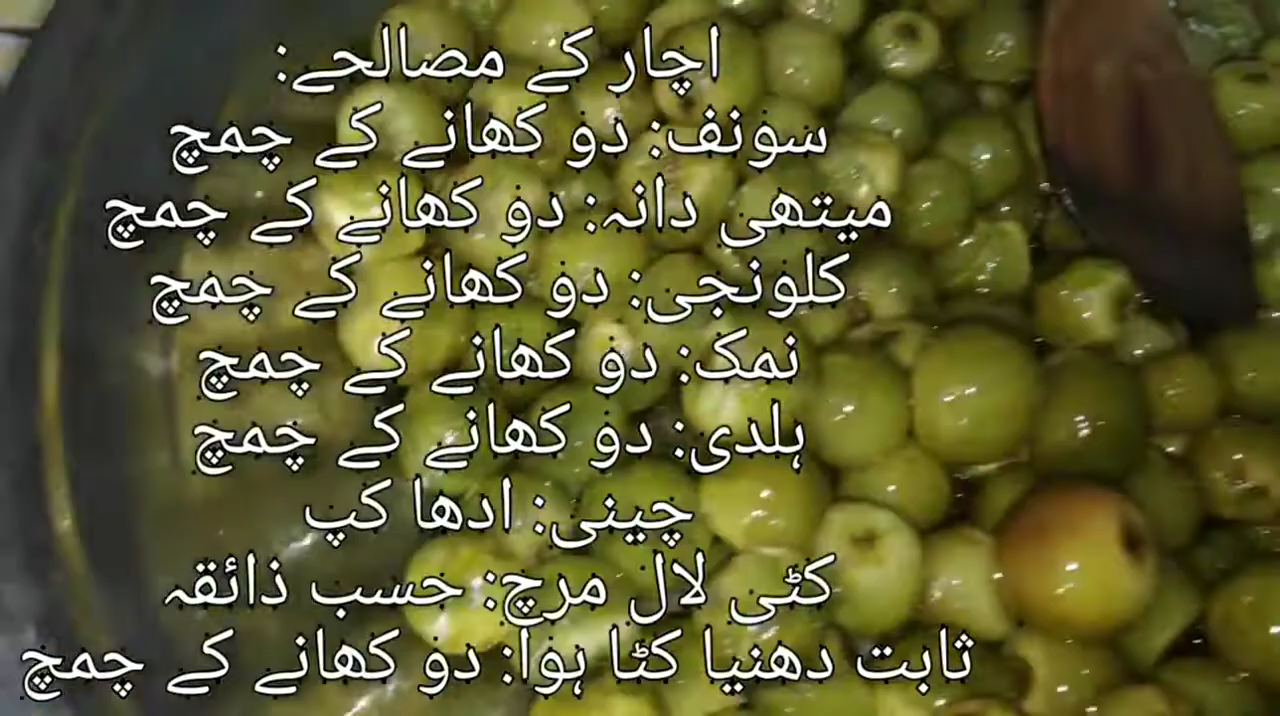 اچار کے مصالحے:
سونف: دو کھانے کے چمچ
میتھی دانہ: دو کھانے کے چمچ
کلونجی: دو کھانے کے چمچ
نمک: دو کھانے کے چمچ
ہلدی: دو کھانے کے چمچ
چینی: ادھا کپ
کٹی لال مرچ: حسب ذائقہ
ثابت دھنیا کٹا ہوا: دو کھانے کے چمچ